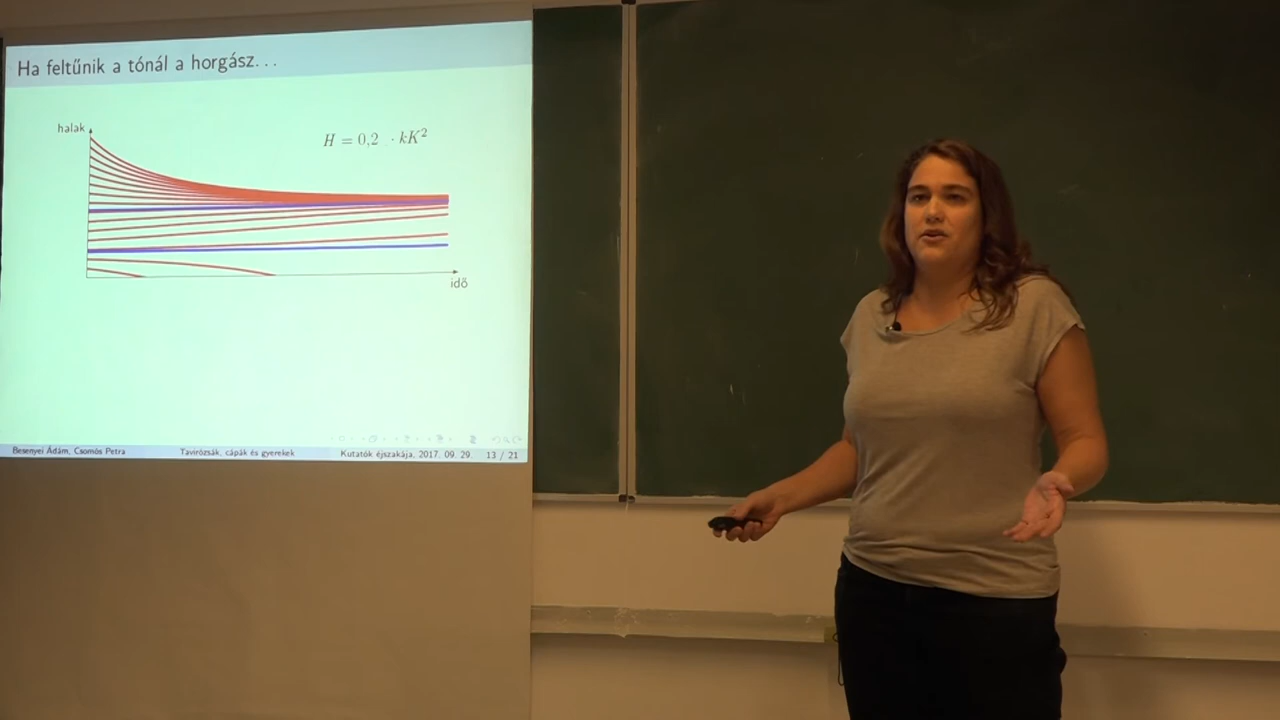 Ha feltűnik a tónál a horgász...
halak
H = 0,2 · kK²
idő
Besenyei Ádám, Csomós Petra Tavirózsák, cápák és gyerekek Kutatók éjszakája, 2017. 09. 29. 13 / 21